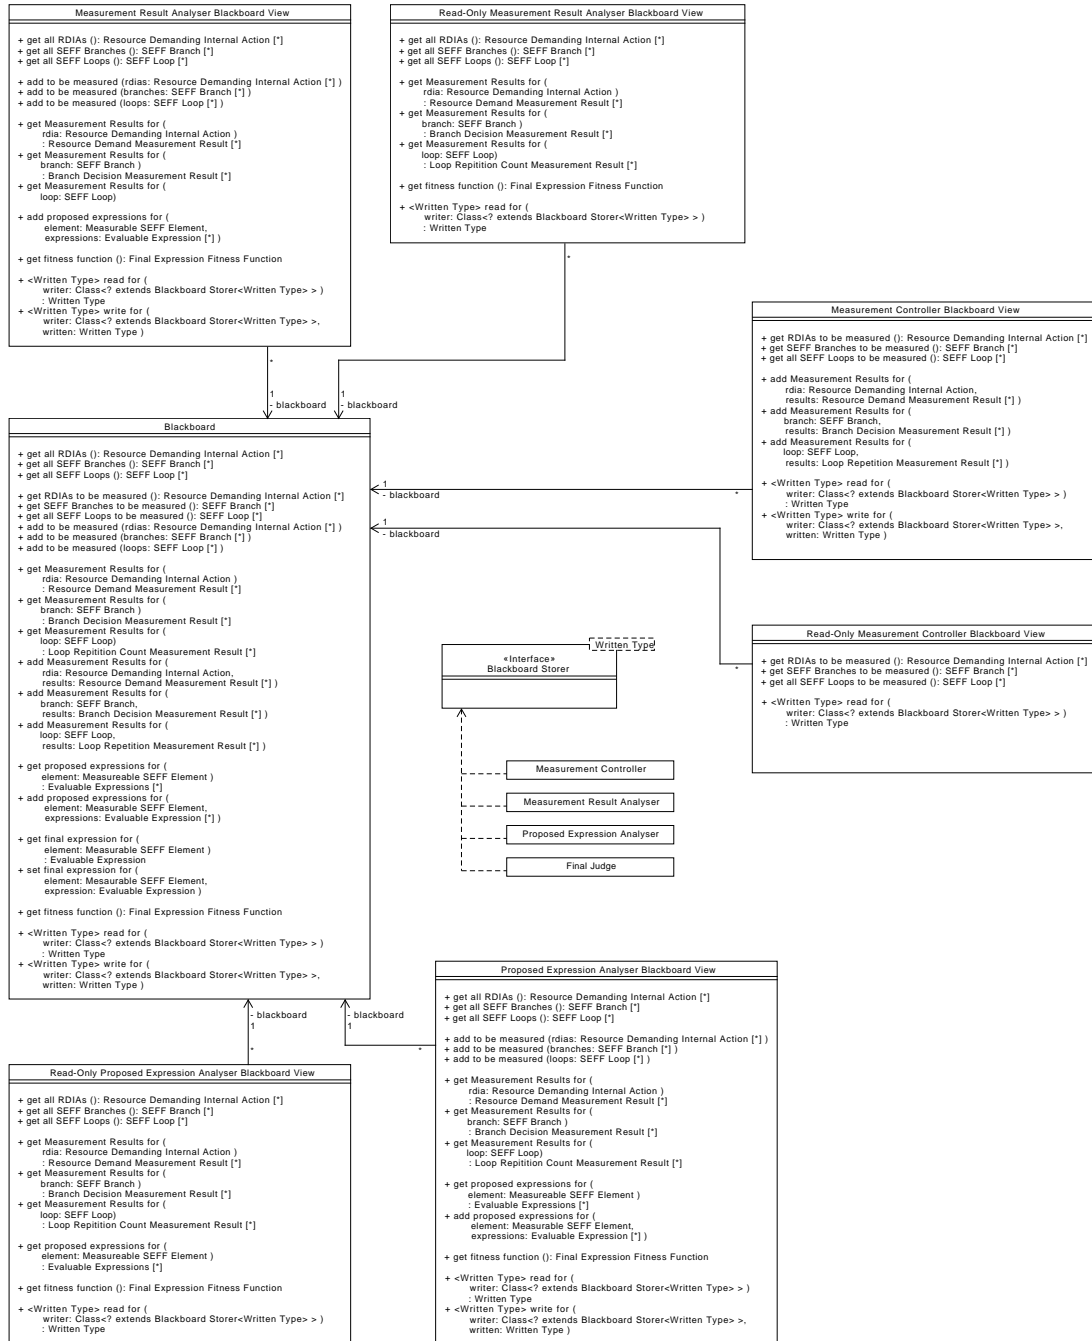 Measurement Result Analyser Blackboard View
+ get all RDIAs (): Resource Demanding Internal Action [*]
+ get all SEFF Branches (): SEFF Branch [*]
+ get all SEFF Loops (): SEFF Loop [*]
+ add to be measured (rdias: Resource Demanding Internal Action [*] )
+ add to be measured (branches: SEFF Branch [*] )
+ add to be measured (loops: SEFF Loop [*] )
+ get Measurement Results for (
rdia: Resource Demanding Internal Action )
: Resource Demand Measurement Result [*]
+ get Measurement Results for (
branch: SEFF Branch )
: Branch Decision Measurement Result [*]
+ get Measurement Results for (
loop: SEFF Loop)
+ add proposed expressions for (
element: Measurable SEFF Element,
expressions: Evaluable Expression [*] )
+ get fitness function (): Final Expression Fitness Function
+ <Written Type> read for (
writer: Class<? extends Blackboard Storer<Written Type> > )
: Written Type
+ <Written Type> write for (
writer: Class<? extends Blackboard Storer<Written Type> >,
written: Written Type )
Read-Only Measurement Result Analyser Blackboard View
+ get all RDIAs (): Resource Demanding Internal Action [*]
+ get all SEFF Branches (): SEFF Branch [*]
+ get all SEFF Loops (): SEFF Loop [*]
+ get Measurement Results for (
rdia: Resource Demanding Internal Action )
: Resource Demand Measurement Result [*]
+ get Measurement Results for (
branch: SEFF Branch )
: Branch Decision Measurement Result [*]
+ get Measurement Results for (
loop: SEFF Loop)
: Loop Repitition Count Measurement Result [*]
+ get fitness function (): Final Expression Fitness Function
+ <Written Type> read for (
writer: Class<? extends Blackboard Storer<Written Type> > )
: Written Type
*
*
1
- blackboard
1
- blackboard
Measurement Controller Blackboard View
+ get RDIAs to be measured (): Resource Demanding Internal Action [*]
+ get SEFF Branches to be measured (): SEFF Branch [*]
+ get all SEFF Loops to be measured (): SEFF Loop [*]
+ add Measurement Results for (
rdia: Resource Demanding Internal Action,
results: Resource Demand Measurement Result [*] )
+ add Measurement Results for (
branch: SEFF Branch,
results: Branch Decision Measurement Result [*] )
+ add Measurement Results for (
loop: SEFF Loop,
results: Loop Repetition Measurement Result [*] )
+ <Written Type> read for (
writer: Class<? extends Blackboard Storer<Written Type> > )
: Written Type
+ <Written Type> write for (
writer: Class<? extends Blackboard Storer<Written Type> >,
written: Written Type )
Blackboard
+ get all RDIAs (): Resource Demanding Internal Action [*]
+ get all SEFF Branches (): SEFF Branch [*]
+ get all SEFF Loops (): SEFF Loop [*]
+ get RDIAs to be measured (): Resource Demanding Internal Action [*]
+ get SEFF Branches to be measured (): SEFF Branch [*]
+ get all SEFF Loops to be measured (): SEFF Loop [*]
+ add to be measured (rdias: Resource Demanding Internal Action [*] )
+ add to be measured (branches: SEFF Branch [*] )
+ add to be measured (loops: SEFF Loop [*] )
+ get Measurement Results for (
rdia: Resource Demanding Internal Action )
: Resource Demand Measurement Result [*]
+ get Measurement Results for (
branch: SEFF Branch )
: Branch Decision Measurement Result [*]
+ get Measurement Results for (
loop: SEFF Loop)
: Loop Repitition Count Measurement Result [*]
+ add Measurement Results for (
rdia: Resource Demanding Internal Action,
results: Resource Demand Measurement Result [*] )
+ add Measurement Results for (
branch: SEFF Branch,
results: Branch Decision Measurement Result [*] )
+ add Measurement Results for (
loop: SEFF Loop,
results: Loop Repetition Measurement Result [*] )
+ get proposed expressions for (
element: Measureable SEFF Element )
: Evaluable Expressions [*]
+ add proposed expressions for (
element: Measurable SEFF Element,
expressions: Evaluable Expression [*] )
+ get final expression for (
element: Measurable SEFF Element )
: Evaluable Expression
+ set final expression for (
element: Mesaurable SEFF Element,
expression: Evaluable Expression )
+ get fitness function (): Final Expression Fitness Function
+ <Written Type> read for (
writer: Class<? extends Blackboard Storer<Written Type> > )
: Written Type
+ <Written Type> write for (
writer: Class<? extends Blackboard Storer<Written Type> >,
written: Written Type )
1
- blackboard
*
1
- blackboard
*
Written Type
«Interface»
Blackboard Storer
Measurement Controller
Measurement Result Analyser
Proposed Expression Analyser
Final Judge
Read-Only Measurement Controller Blackboard View
+ get RDIAs to be measured (): Resource Demanding Internal Action [*]
+ get SEFF Branches to be measured (): SEFF Branch [*]
+ get all SEFF Loops to be measured (): SEFF Loop [*]
+ <Written Type> read for (
writer: Class<? extends Blackboard Storer<Written Type> > )
: Written Type
- blackboard
1
*
- blackboard
1
*
Read-Only Proposed Expression Analyser Blackboard View
+ get all RDIAs (): Resource Demanding Internal Action [*]
+ get all SEFF Branches (): SEFF Branch [*]
+ get all SEFF Loops (): SEFF Loop [*]
+ get Measurement Results for (
rdia: Resource Demanding Internal Action )
: Resource Demand Measurement Result [*]
+ get Measurement Results for (
branch: SEFF Branch )
: Branch Decision Measurement Result [*]
+ get Measurement Results for (
loop: SEFF Loop)
: Loop Repitition Count Measurement Result [*]
+ get proposed expressions for (
element: Measureable SEFF Element )
: Evaluable Expressions [*]
+ get fitness function (): Final Expression Fitness Function
+ <Written Type> read for (
writer: Class<? extends Blackboard Storer<Written Type> > )
: Written Type
Proposed Expression Analyser Blackboard View
+ get all RDIAs (): Resource Demanding Internal Action [*]
+ get all SEFF Branches (): SEFF Branch [*]
+ get all SEFF Loops (): SEFF Loop [*]
+ add to be measured (rdias: Resource Demanding Internal Action [*] )
+ add to be measured (branches: SEFF Branch [*] )
+ add to be measured (loops: SEFF Loop [*] )
+ get Measurement Results for (
rdia: Resource Demanding Internal Action )
: Resource Demand Measurement Result [*]
+ get Measurement Results for (
branch: SEFF Branch )
: Branch Decision Measurement Result [*]
+ get Measurement Results for (
loop: SEFF Loop)
: Loop Repitition Count Measurement Result [*]
+ get proposed expressions for (
element: Measureable SEFF Element )
: Evaluable Expressions [*]
+ add proposed expressions for (
element: Measurable SEFF Element,
expressions: Evaluable Expression [*] )
+ get fitness function (): Final Expression Fitness Function
+ <Written Type> read for (
writer: Class<? extends Blackboard Storer<Written Type> > )
: Written Type
+ <Written Type> write for (
writer: Class<? extends Blackboard Storer<Written Type> >,
written: Written Type )